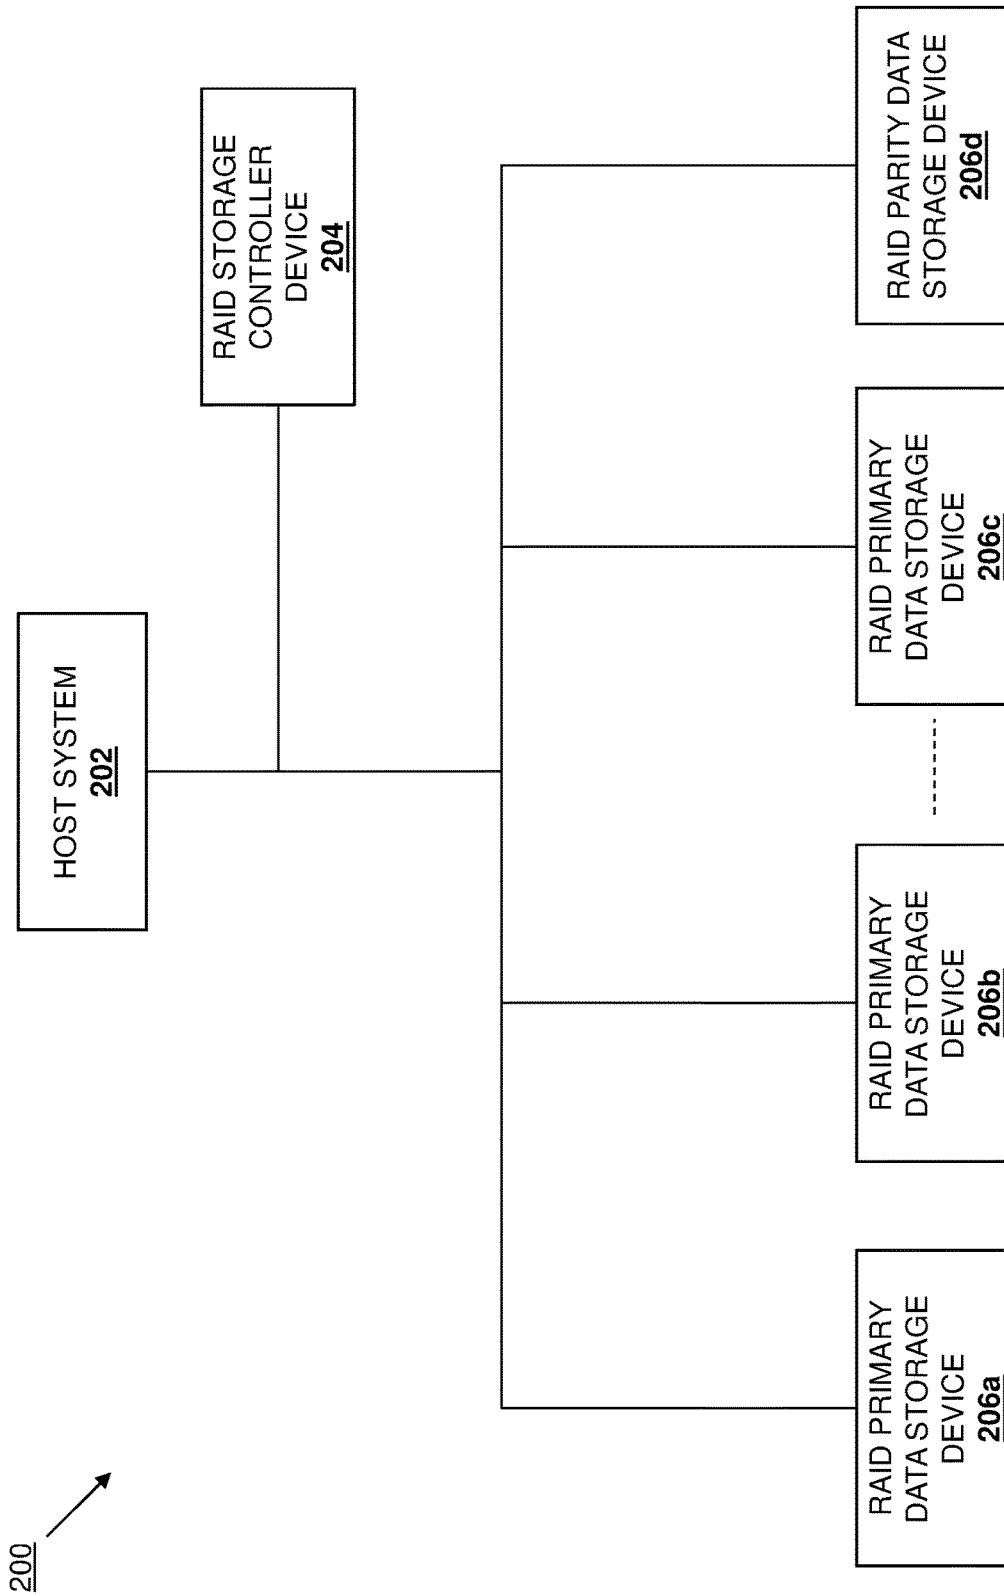 200
HOST SYSTEM
202
RAID STORAGE
CONTROLLER
DEVICE
204
RAID PRIMARY
DATA STORAGE
DEVICE
206a
RAID PRIMARY
DATA STORAGE
DEVICE
206b
RAID PRIMARY
DATA STORAGE
DEVICE
206c
RAID PARITY DATA
STORAGE DEVICE
206d